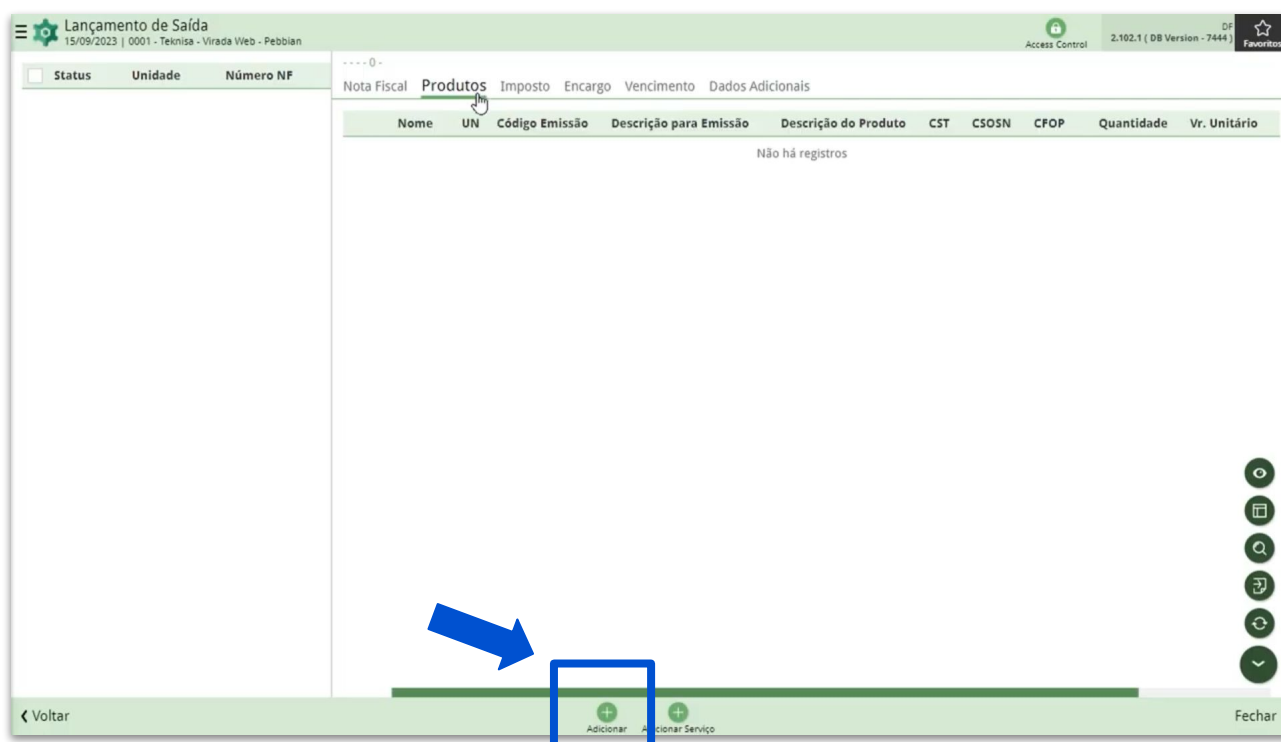 Lançamento de Saída
15/09/2023 | 0001 - Teknisa - Virada Web - Pebbian
Access Control
DF
2.102.1 ( DB Version - 7444 )
Favoritos
Status Unidade Número NF
- - - - 0 -
Nota Fiscal Produtos Imposto Encargo Vencimento Dados Adicionais
Nome UN Código Emissão Descrição para Emissão Descrição do Produto CST CSOSN CFOP Quantidade Vr. Unitário
Não há registros
Voltar
Adicionar
Adicionar Serviço
Fechar